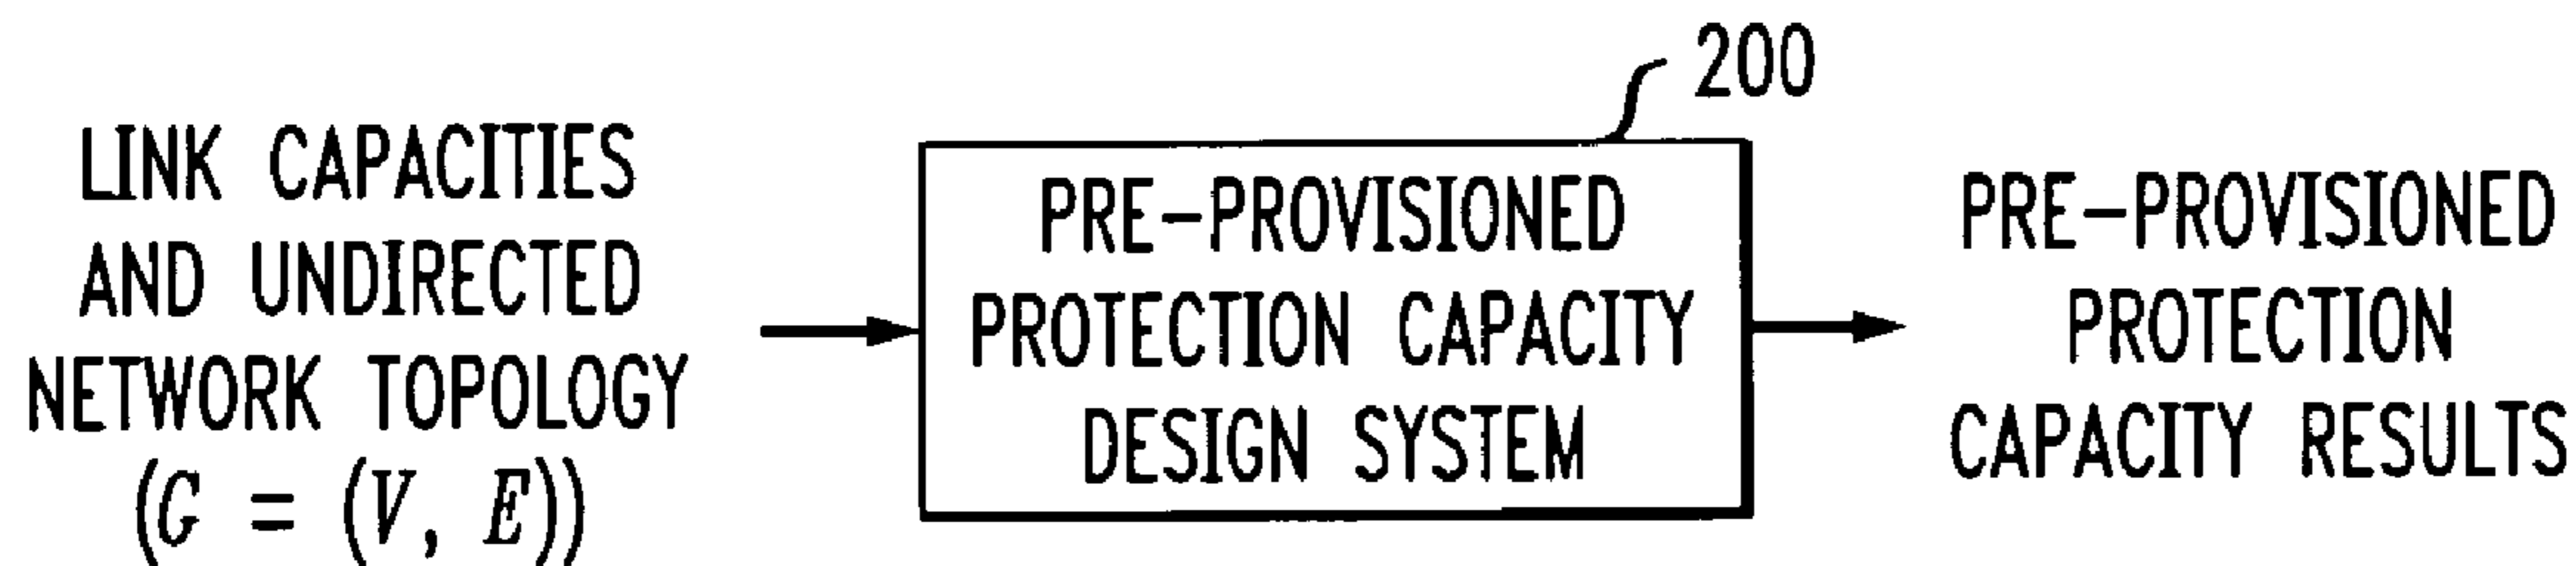 LINK CAPACITIES
AND UNDIRECTED
NETWORK TOPOLOGY
(G = (V, E))
200
PRE-PROVISIONED
PROTECTION CAPACITY
DESIGN SYSTEM
PRE-PROVISIONED
PROTECTION
CAPACITY RESULTS